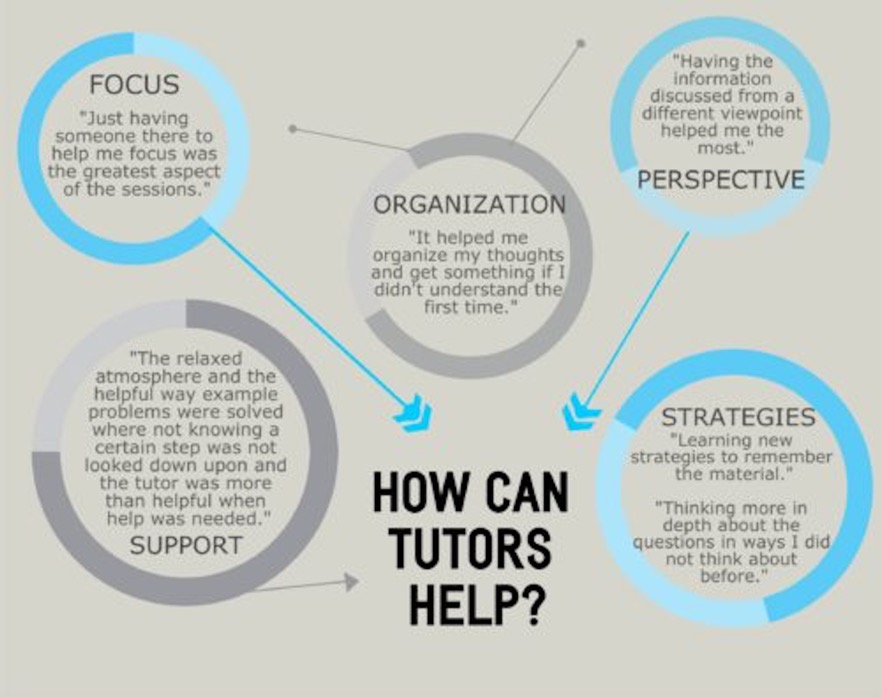 FOCUS
"Just having
someone there to
help me focus was
the greatest aspect
of the sessions."
ORGANIZATION
"It helped me
organize my thoughts
and get something if I
didn't understand the
first time."
"Having the
information
discussed from a
different viewpoint
helped me the
most."
PERSPECTIVE
"The relaxed
atmosphere and the
helpful way example
problems were solved
where not knowing a
certain step was not
looked down upon and
the tutor was more
than helpful when
help was needed."
SUPPORT
HOW CAN
TUTORS
HELP?
STRATEGIES
"Learning new
strategies to remember
the material."
"Thinking more in
depth about the
questions in ways I did
not think about
before."